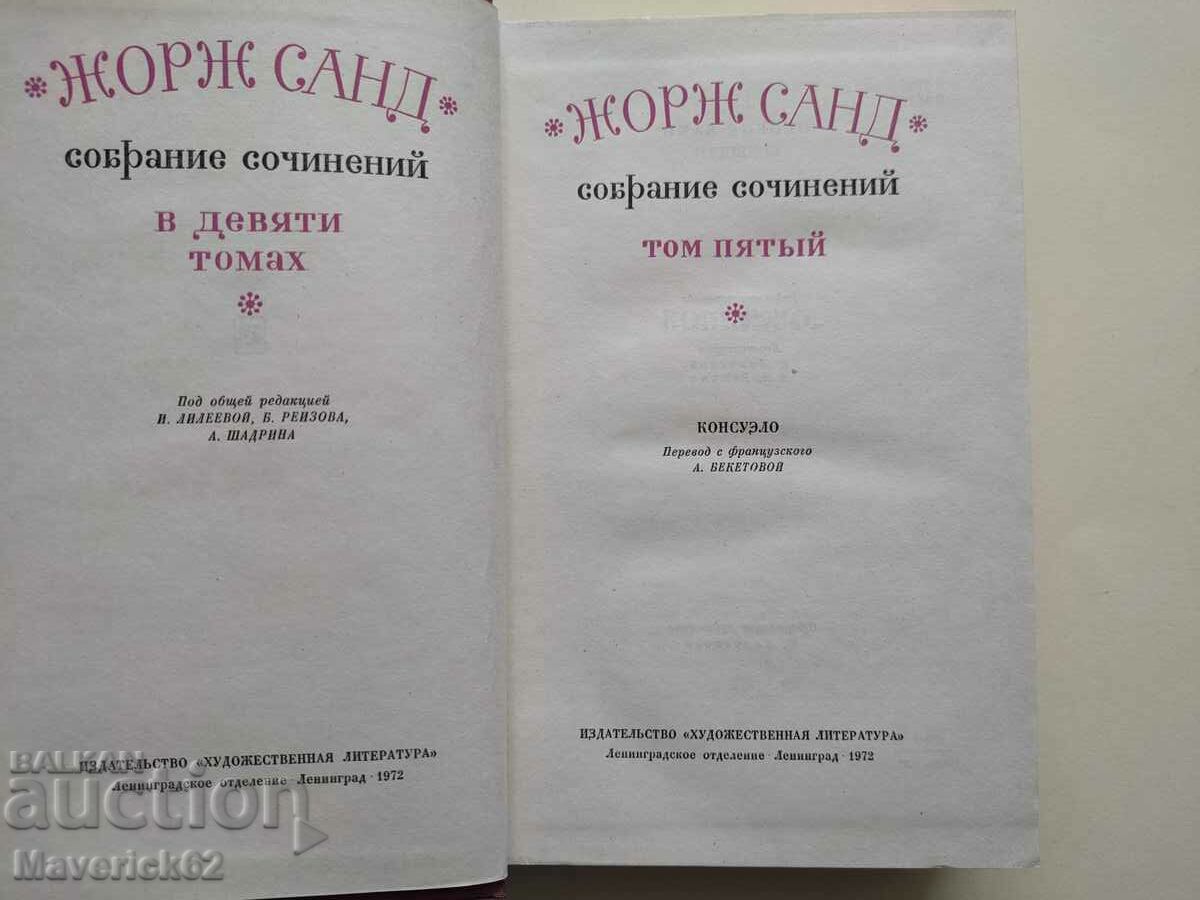 ЖОРЖ САНД
СОБРАНИЕ СОЧИНЕНИЙ
В ДЕВЯТИ
ТОМАХ
Под общей редакцией
И. ЛИЛЕЕВОЙ, Б. РЕИЗОВА,
А. ШАДРИНА
ИЗДАТЕЛЬСТВО «ХУДОЖЕСТВЕННАЯ ЛИТЕРАТУРА»
Ленинградское отделение · Ленинград · 1972
ЖОРЖ САНД
СОБРАНИЕ СОЧИНЕНИЙ
ТОМ ПЯТЫЙ
КОНСУЭЛО
Перевод с французского
А. БЕКЕТОВОЙ
ИЗДАТЕЛЬСТВО «ХУДОЖЕСТВЕННАЯ ЛИТЕРАТУРА»
Ленинградское отделение · Ленинград · 1972
BALKAN
auction
Maverick62